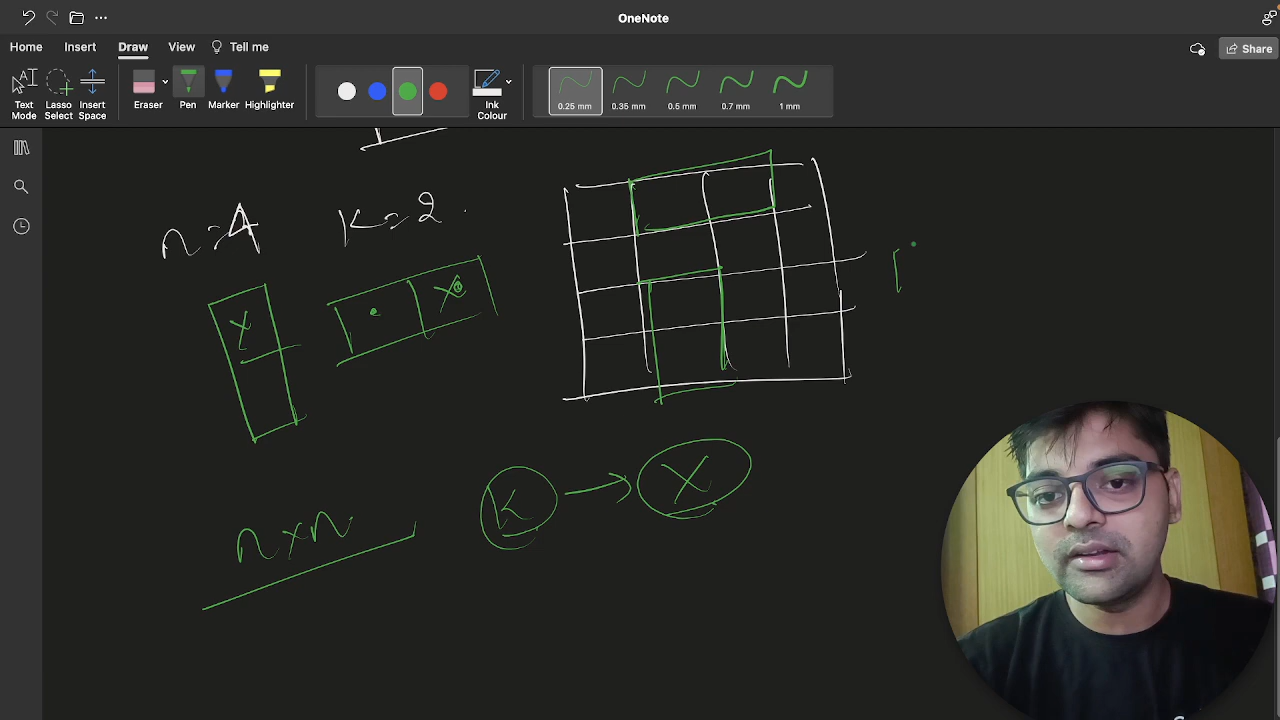 OneNote
Home Insert Draw View Tell me
Share
Text Mode
Lasso Select
Insert Space
Eraser
Pen
Marker
Highlighter
Ink Colour
0.25 mm
0.35 mm
0.5 mm
0.7 mm
1 mm
n=4 K=2.
X
X
n×n
K → X